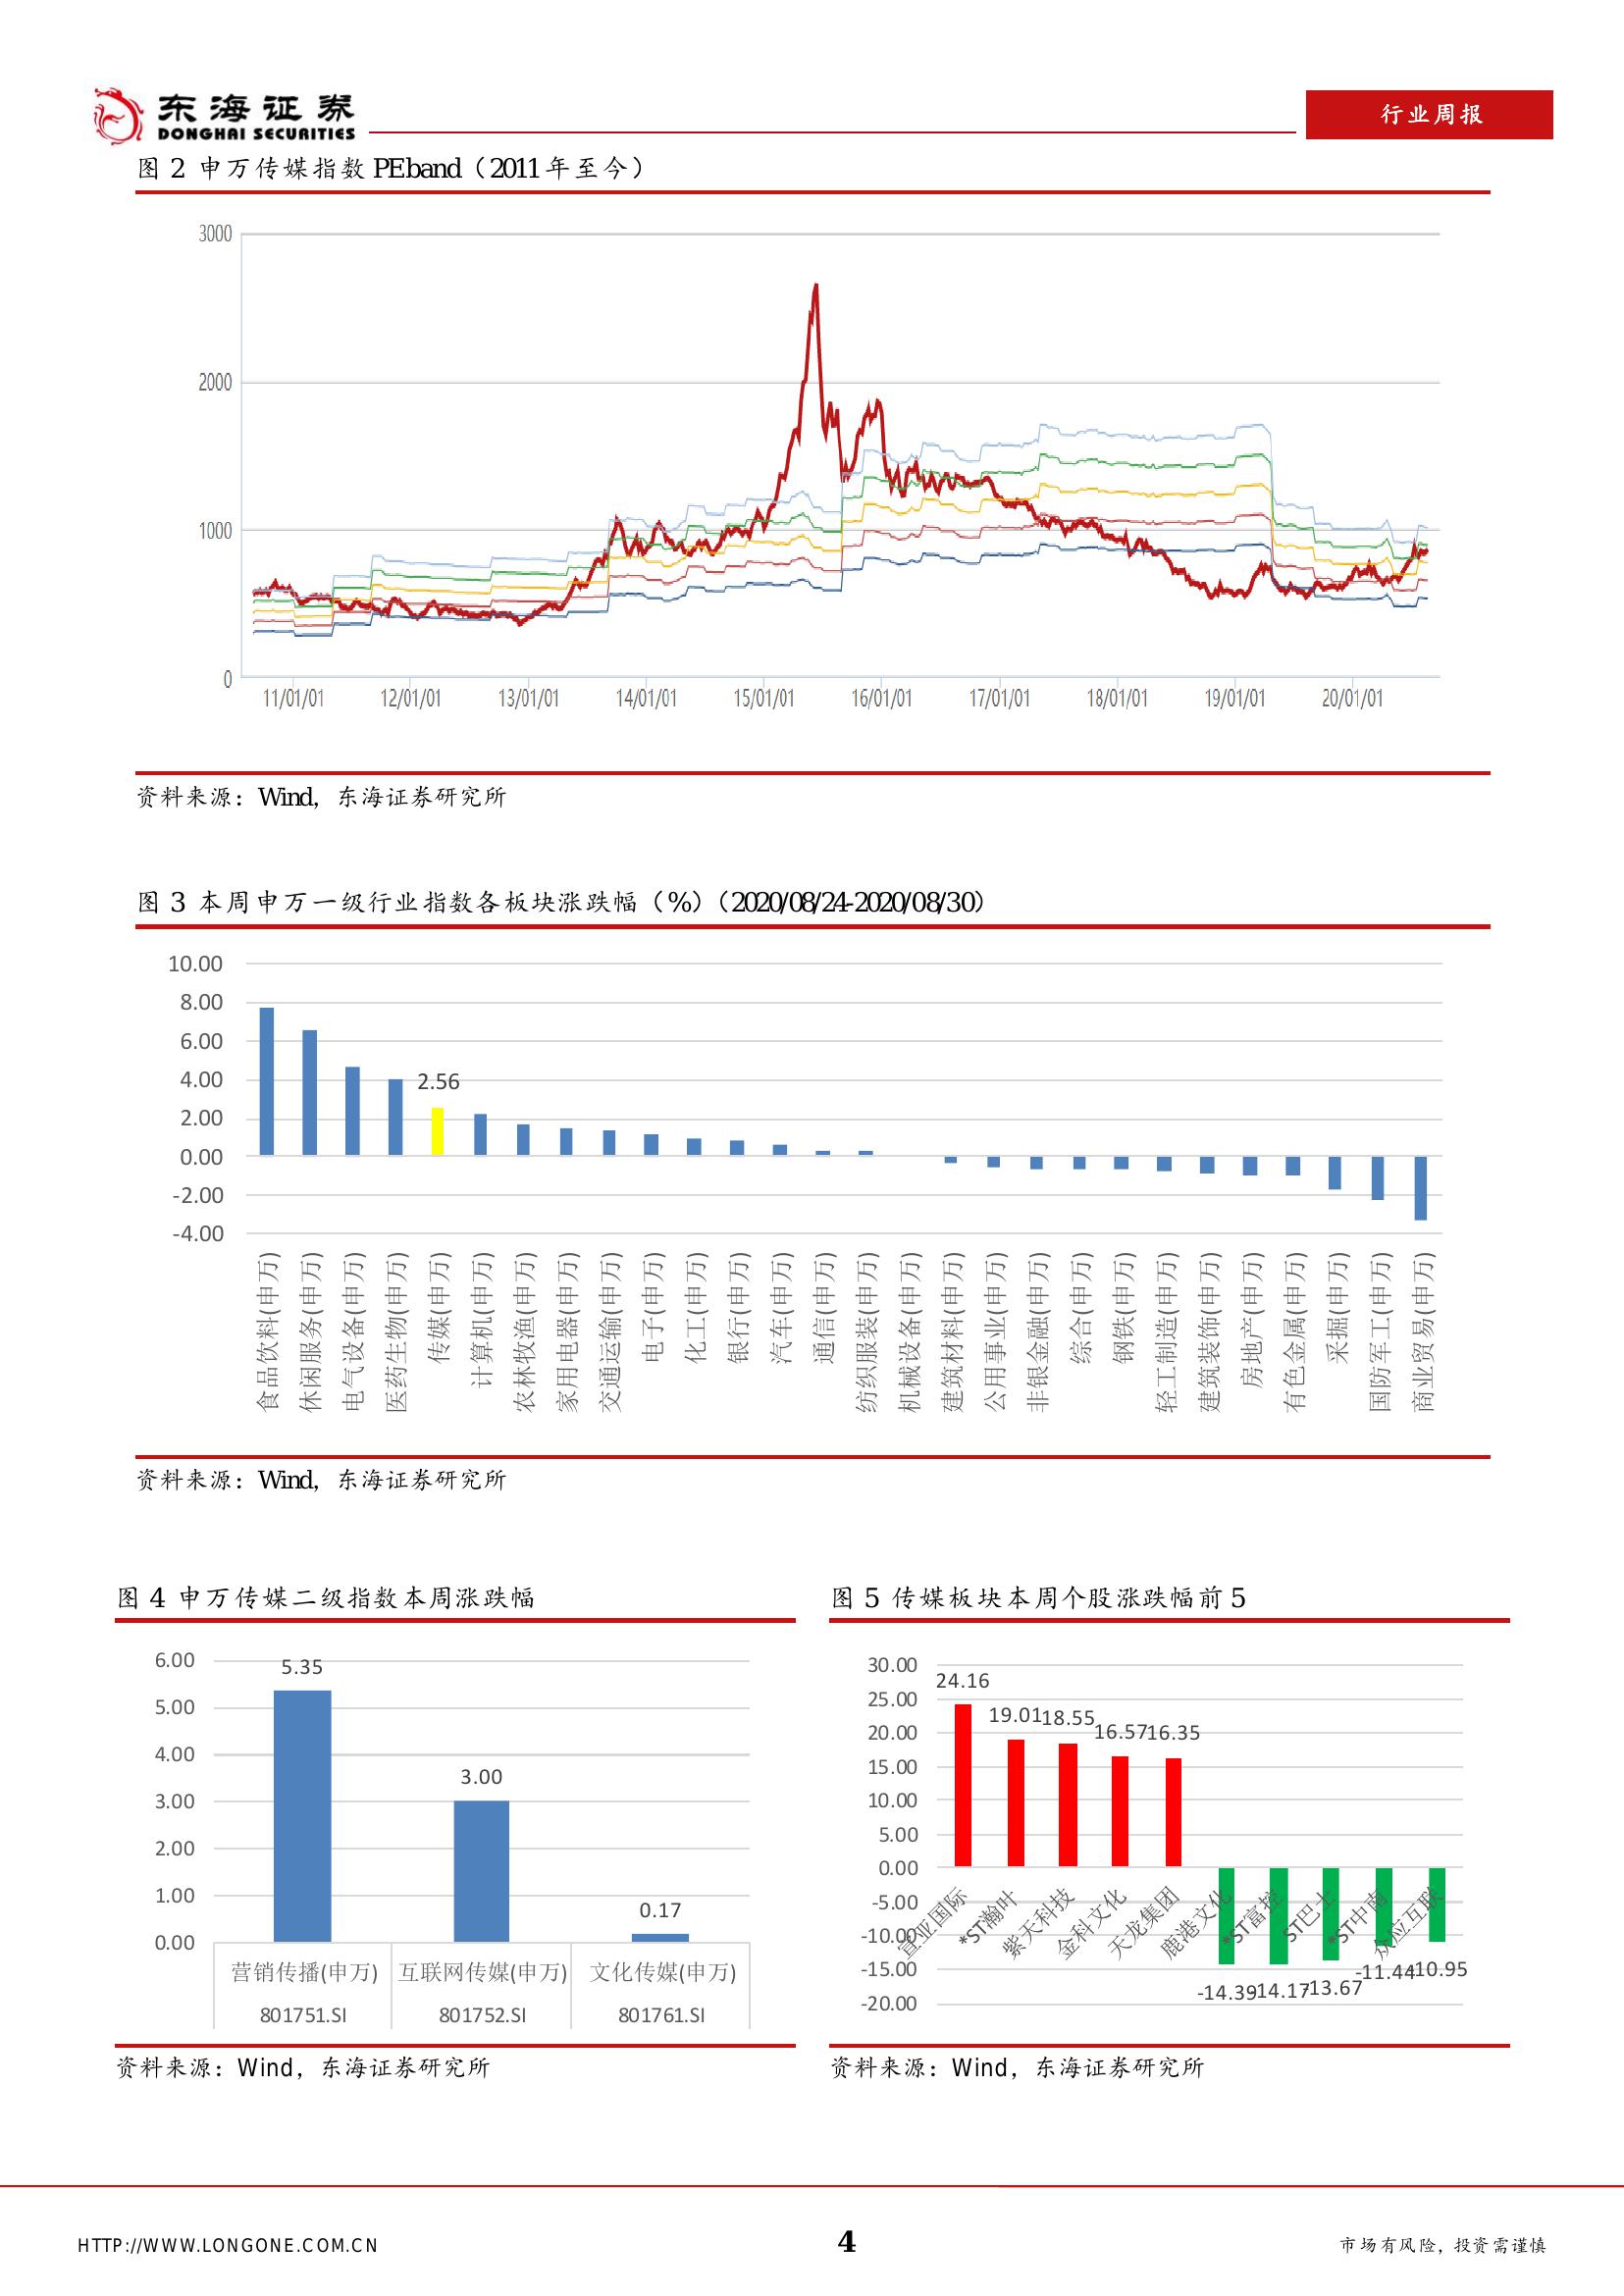 东海证券
DONGHAI SECURITIES
行业周报
图 2 申万传媒指数 PEband（2011 年至今）
3000
2000
1000
0
11/01/01 12/01/01 13/01/01 14/01/01 15/01/01 16/01/01 17/01/01 18/01/01 19/01/01 20/01/01
资料来源：Wind，东海证券研究所
图 3 本周申万一级行业指数各板块涨跌幅（%）（2020/08/24-2020/08/30）
10.00
8.00
6.00
4.00
2.00
0.00
-2.00
-4.00
2.56
食品饮料(申万)
休闲服务(申万)
电气设备(申万)
医药生物(申万)
传媒(申万)
计算机(申万)
农林牧渔(申万)
家用电器(申万)
交通运输(申万)
电子(申万)
化工(申万)
银行(申万)
汽车(申万)
通信(申万)
纺织服装(申万)
机械设备(申万)
建筑材料(申万)
公用事业(申万)
非银金融(申万)
综合(申万)
钢铁(申万)
轻工制造(申万)
建筑装饰(申万)
房地产(申万)
有色金属(申万)
采掘(申万)
国防军工(申万)
商业贸易(申万)
资料来源：Wind，东海证券研究所
图 4 申万传媒二级指数本周涨跌幅
6.00
5.00
4.00
3.00
2.00
1.00
0.00
5.35
3.00
0.17
营销传播(申万) 互联网传媒(申万) 文化传媒(申万)
801751.SI 801752.SI 801761.SI
资料来源：Wind，东海证券研究所
图 5 传媒板块本周个股涨跌幅前 5
30.00
25.00
20.00
15.00
10.00
5.00
0.00
-5.00
-10.00
-15.00
-20.00
24.16
19.01
18.55
16.57
16.35
宣亚国际
*ST瀚叶
紫天科技
金科文化
天龙集团
鹿港文化
*ST富控
ST巴士
*ST中南
众应互联
-14.39
-14.17
-13.67
-11.44
-10.95
资料来源：Wind，东海证券研究所
HTTP://WWW.LONGONE.COM.CN
4
市场有风险，投资需谨慎